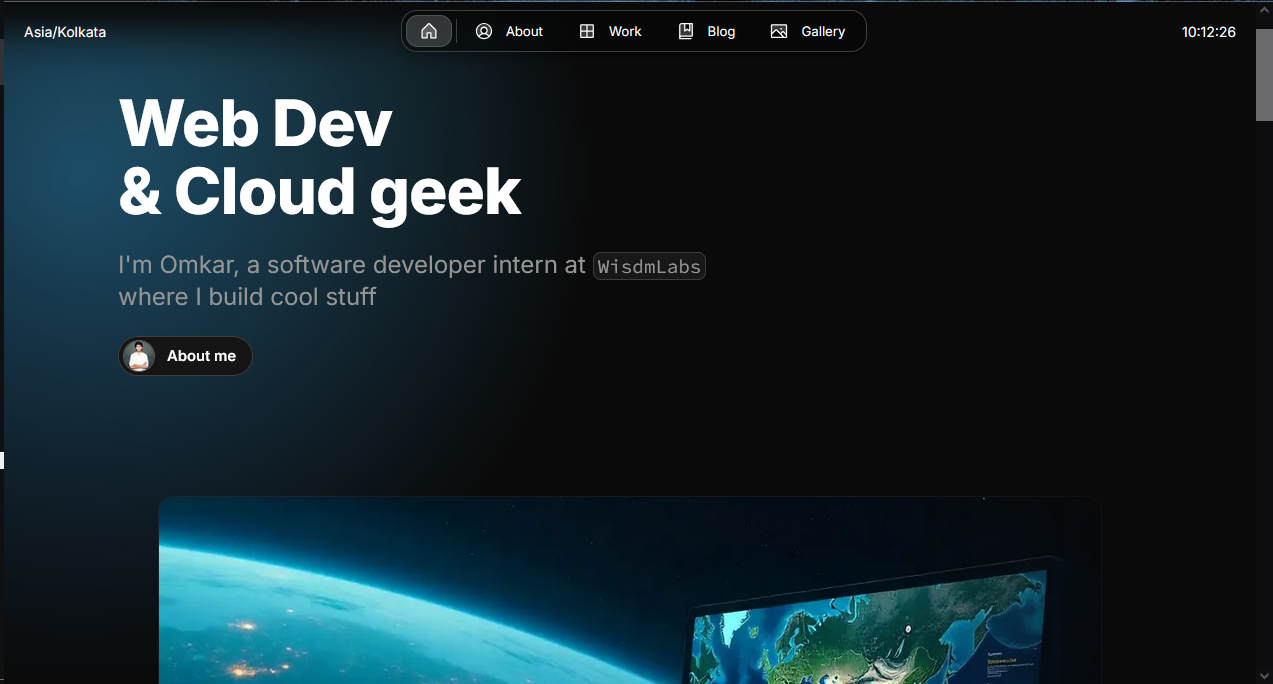 Asia/Kolkata
About
Work
Blog
Gallery
10:12:26
Web Dev
& Cloud geek
I'm Omkar, a software developer intern at WisdmLabs
where I build cool stuff
About me